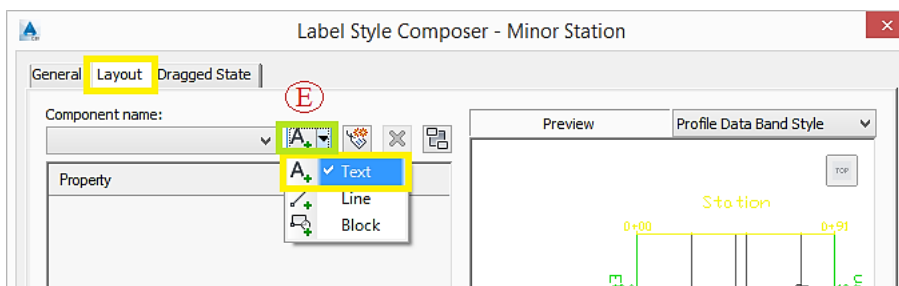 Label Style Composer - Minor Station
General Layout Dragged State
E
Component name:
Preview Profile Data Band Style
Property
Text
Line
Block
TOP
Station
0+00 0+91